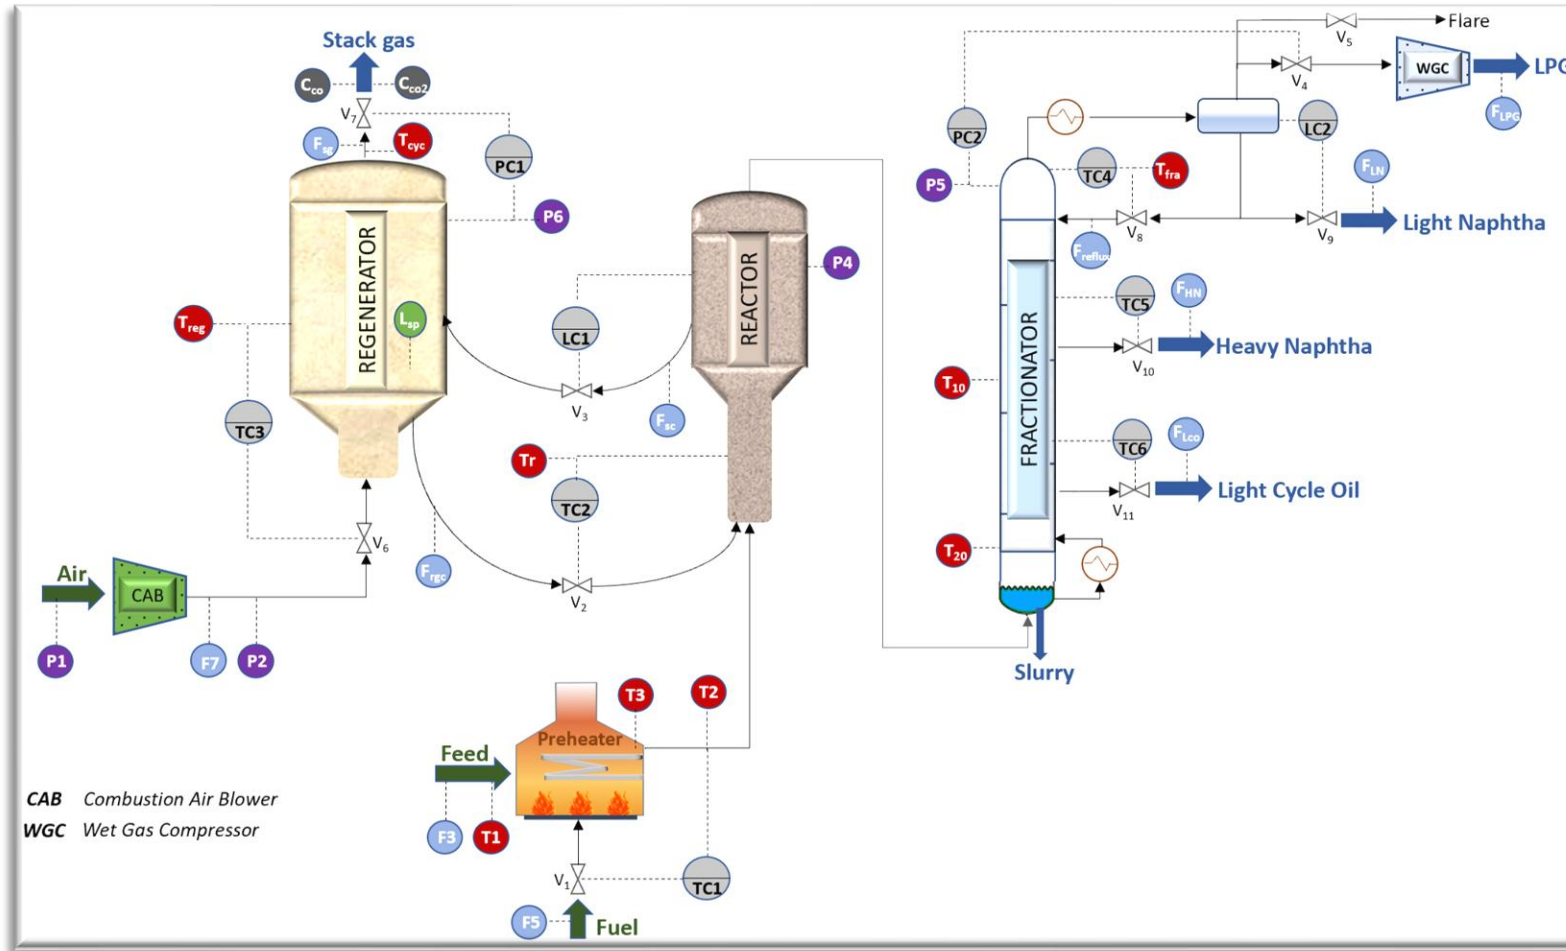 Stack gas
Cco
Cco2
V7
Fsg
Tcyc
PC1
P6
REGENERATOR
Lsp
Treg
TC3
V6
Air
CAB
P1
F7
P2
LC1
V3
Fsc
REACTOR
P4
Tr
TC2
V2
Frgc
Feed
F3
T1
Preheater
T3
T2
V1
TC1
F5
Fuel
CAB Combustion Air Blower
WGC Wet Gas Compressor
V5
Flare
V4
WGC
LPG
FLPG
PC2
LC2
P5
TC4
Tfra
FLN
V8
V9
Light Naphtha
Freflux
FRACTIONATOR
TC5
FHN
V10
Heavy Naphtha
T10
TC6
FLco
V11
Light Cycle Oil
T20
Slurry